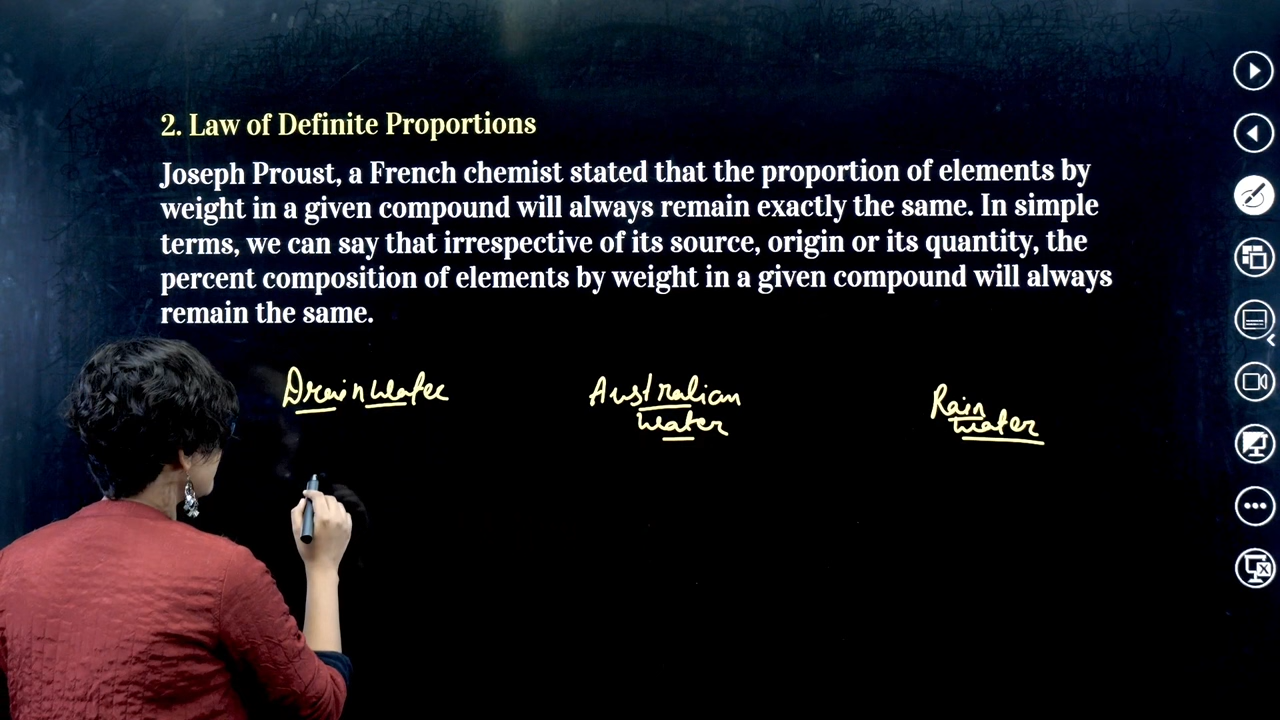 2. Law of Definite Proportions
Joseph Proust, a French chemist stated that the proportion of elements by
weight in a given compound will always remain exactly the same. In simple
terms, we can say that irrespective of its source, origin or its quantity, the
percent composition of elements by weight in a given compound will always
remain the same.
Drain Water
Australian
Water
Rain
Water